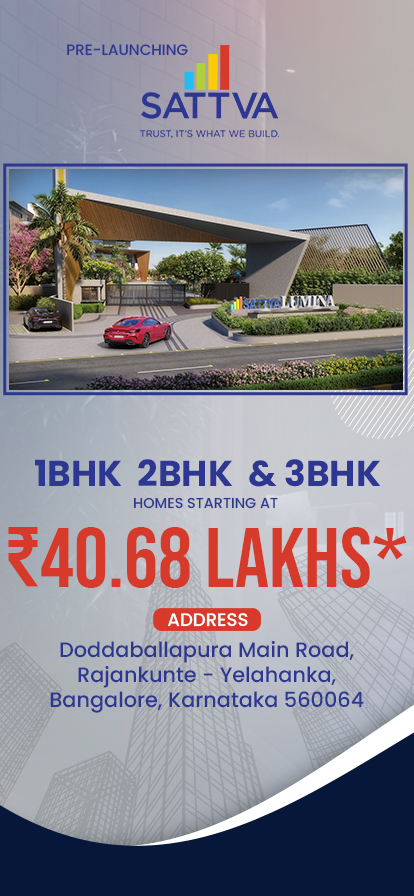 PRE-LAUNCHING
SATTVA
TRUST, IT'S WHAT WE BUILD.
SATTVA LUMINA
1BHK 2BHK & 3BHK
HOMES STARTING AT
₹40.68 LAKHS*
ADDRESS
Doddaballapura Main Road,
Rajankunte - Yelahanka,
Bangalore, Karnataka 560064